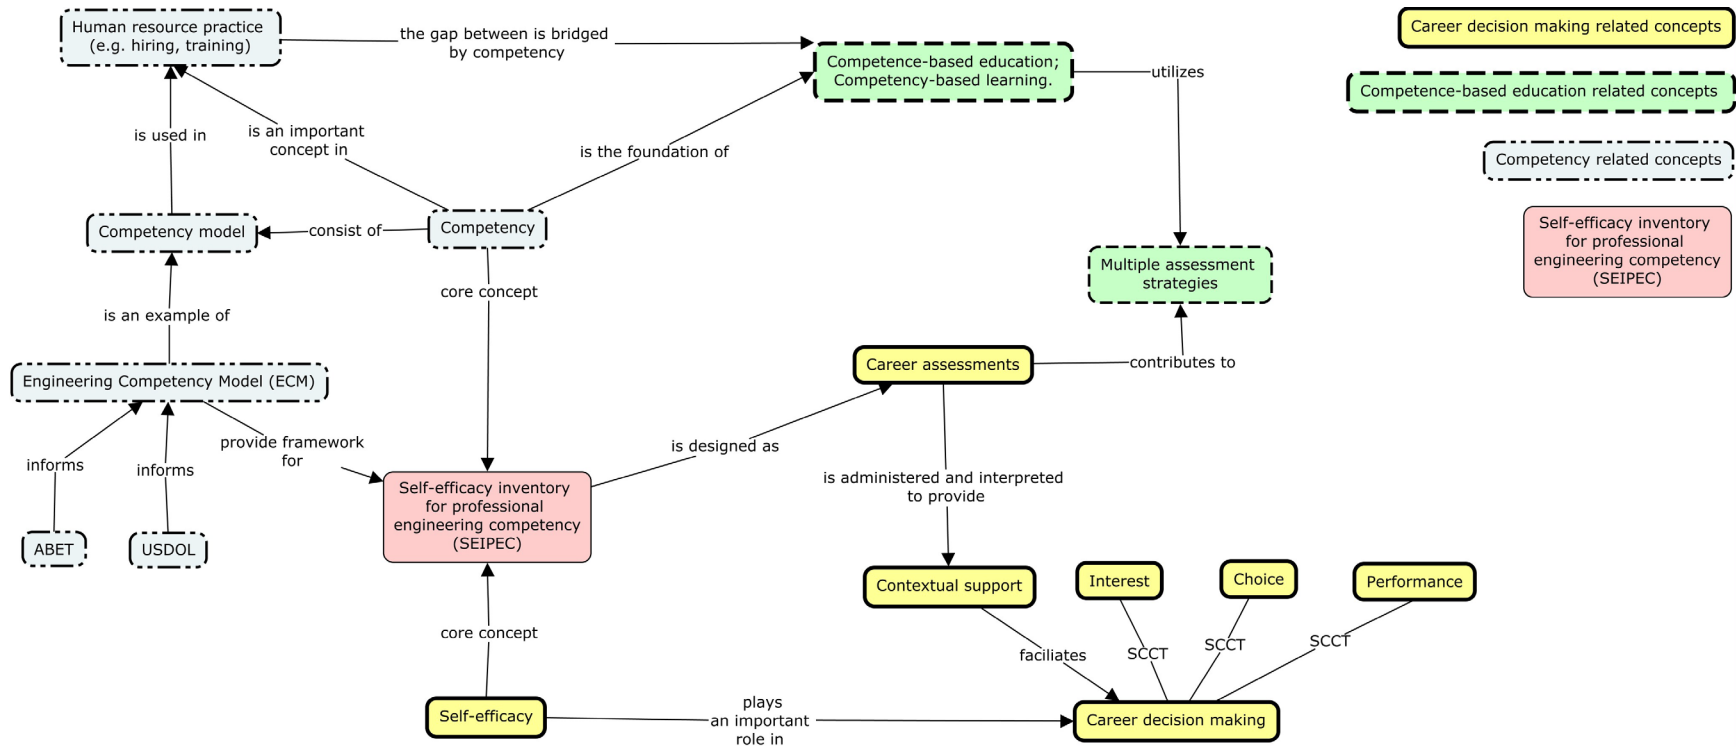 Human resource practice
(e.g. hiring, training)
the gap between is bridged
by competency
Competence-based education;
Competency-based learning.
utilizes
Career decision making related concepts
Competence-based education related concepts
Competency related concepts
Self-efficacy inventory
for professional
engineering competency
(SEIPEC)
is used in
is an important
concept in
is the foundation of
Competency model
consist of
Competency
core concept
Multiple assessment
strategies
is an example of
Career assessments
contributes to
Engineering Competency Model (ECM)
provide framework
for
informs
informs
is designed as
is administered and interpreted
to provide
Self-efficacy inventory
for professional
engineering competency
(SEIPEC)
ABET
USDOL
Contextual support
Interest
Choice
Performance
core concept
faciliates
SCCT
SCCT
SCCT
Self-efficacy
plays
an important
role in
Career decision making